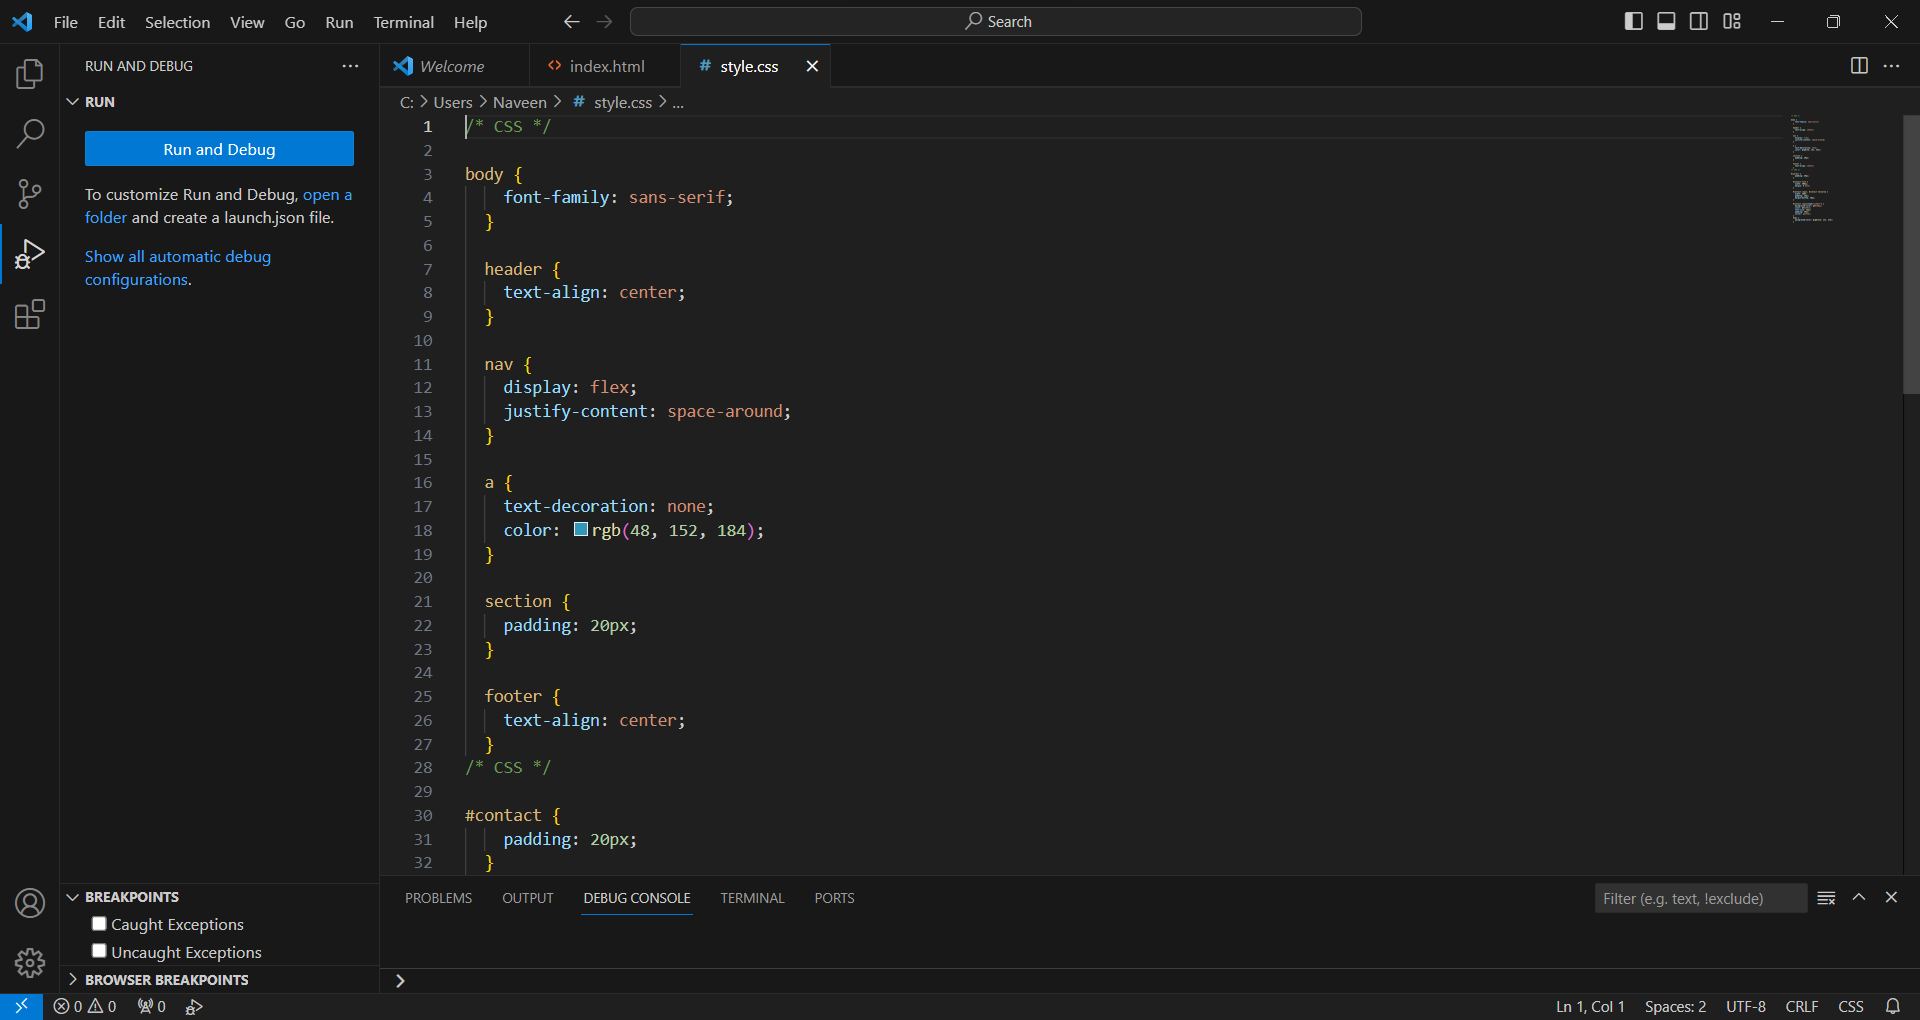 File Edit Selection View Go Run Terminal Help
Search
RUN AND DEBUG
RUN
Run and Debug
To customize Run and Debug, open a
folder and create a launch.json file.
Show all automatic debug
configurations.
BREAKPOINTS
Caught Exceptions
Uncaught Exceptions
BROWSER BREAKPOINTS
Welcome index.html style.css
C: > Users > Naveen > # style.css > ...
1 /* CSS */
2
3 body {
4 font-family: sans-serif;
5 }
6
7 header {
8 text-align: center;
9 }
10
11 nav {
12 display: flex;
13 justify-content: space-around;
14 }
15
16 a {
17 text-decoration: none;
18 color: rgb(48, 152, 184);
19 }
20
21 section {
22 padding: 20px;
23 }
24
25 footer {
26 text-align: center;
27 }
28 /* CSS */
29
30 #contact {
31 padding: 20px;
32 }
PROBLEMS OUTPUT DEBUG CONSOLE TERMINAL PORTS
Filter (e.g. text, !exclude)
0 0 0
Ln 1, Col 1 Spaces: 2 UTF-8 CRLF CSS